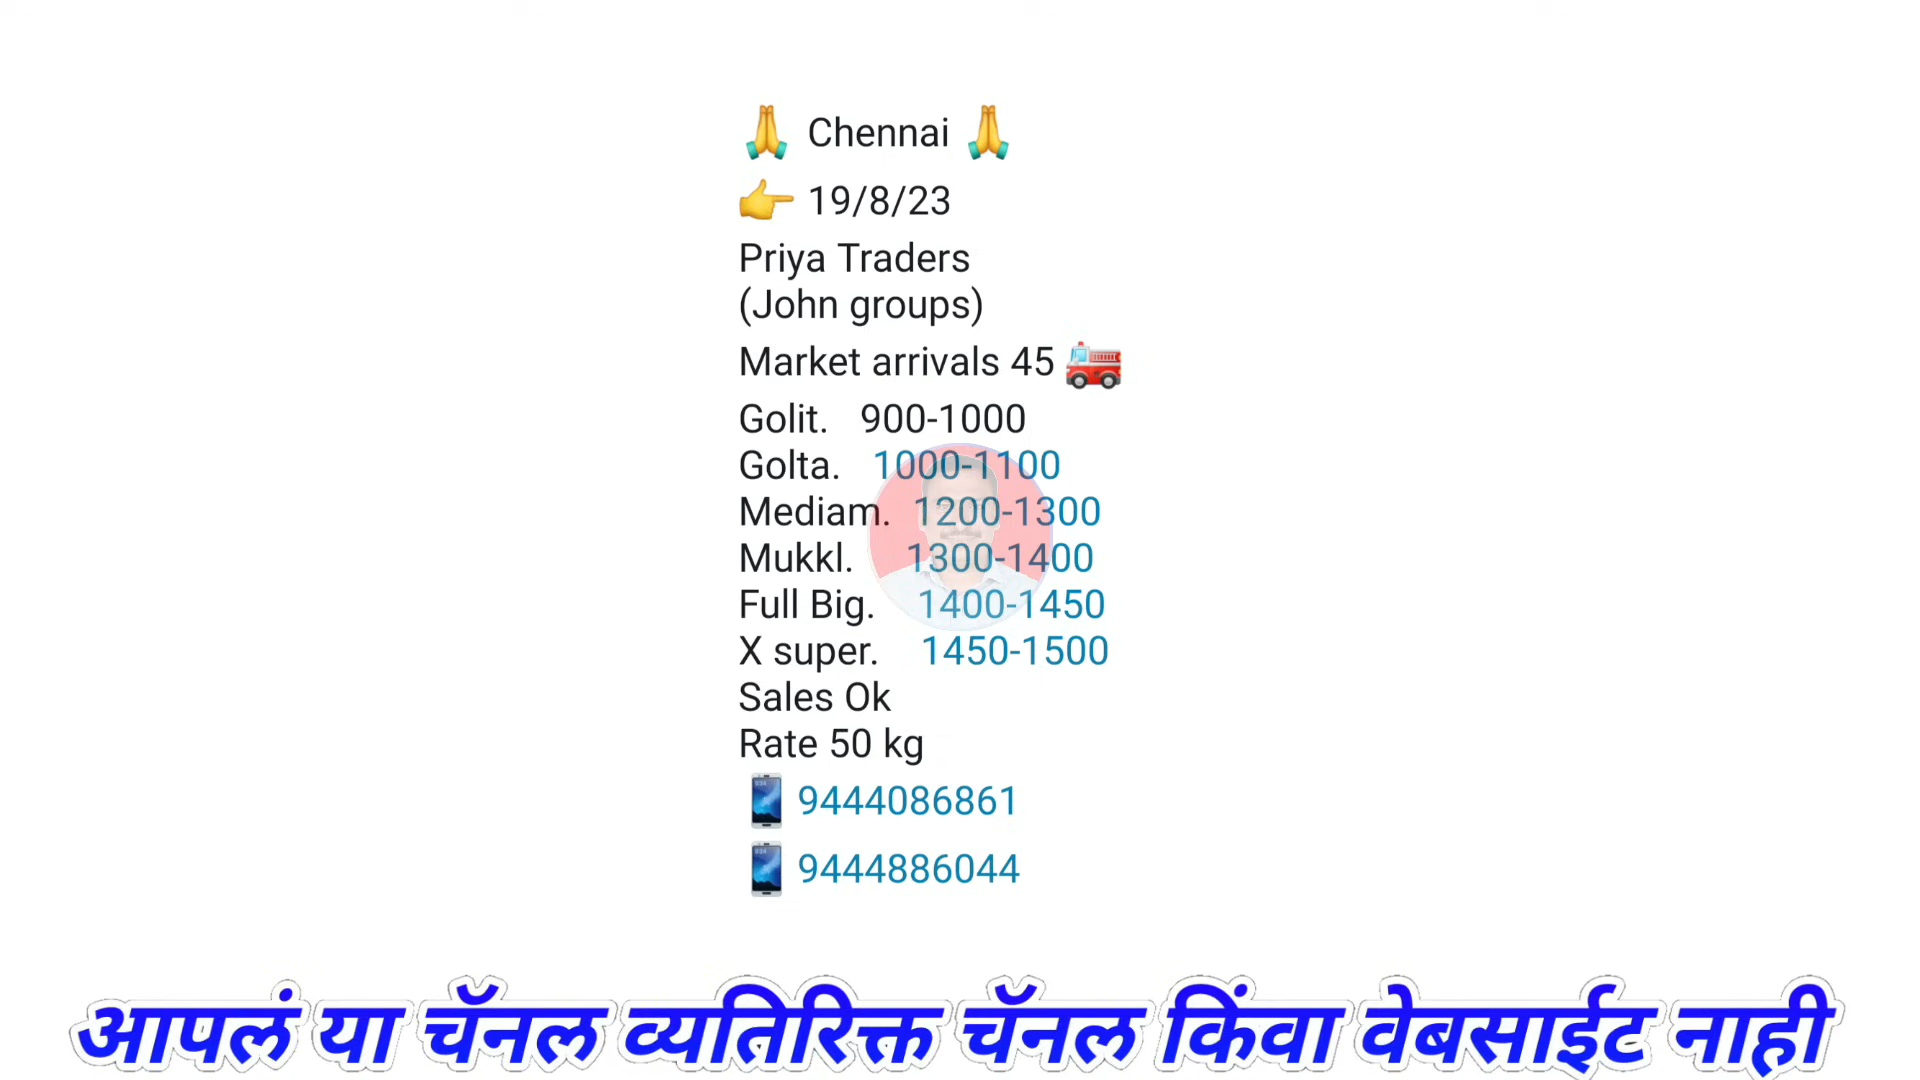 🙏 Chennai 🙏
👉 19/8/23
Priya Traders
(John groups)
Market arrivals 45 🚒
Golit. 900-1000
Golta. 1000-1100
Mediam. 1200-1300
Mukkl. 1300-1400
Full Big. 1400-1450
X super. 1450-1500
Sales Ok
Rate 50 kg
📱 9444086861
📱 9444886044
आपलं या चॅनल व्यतिरिक्त चॅनल किंवा वेबसाईट नाही